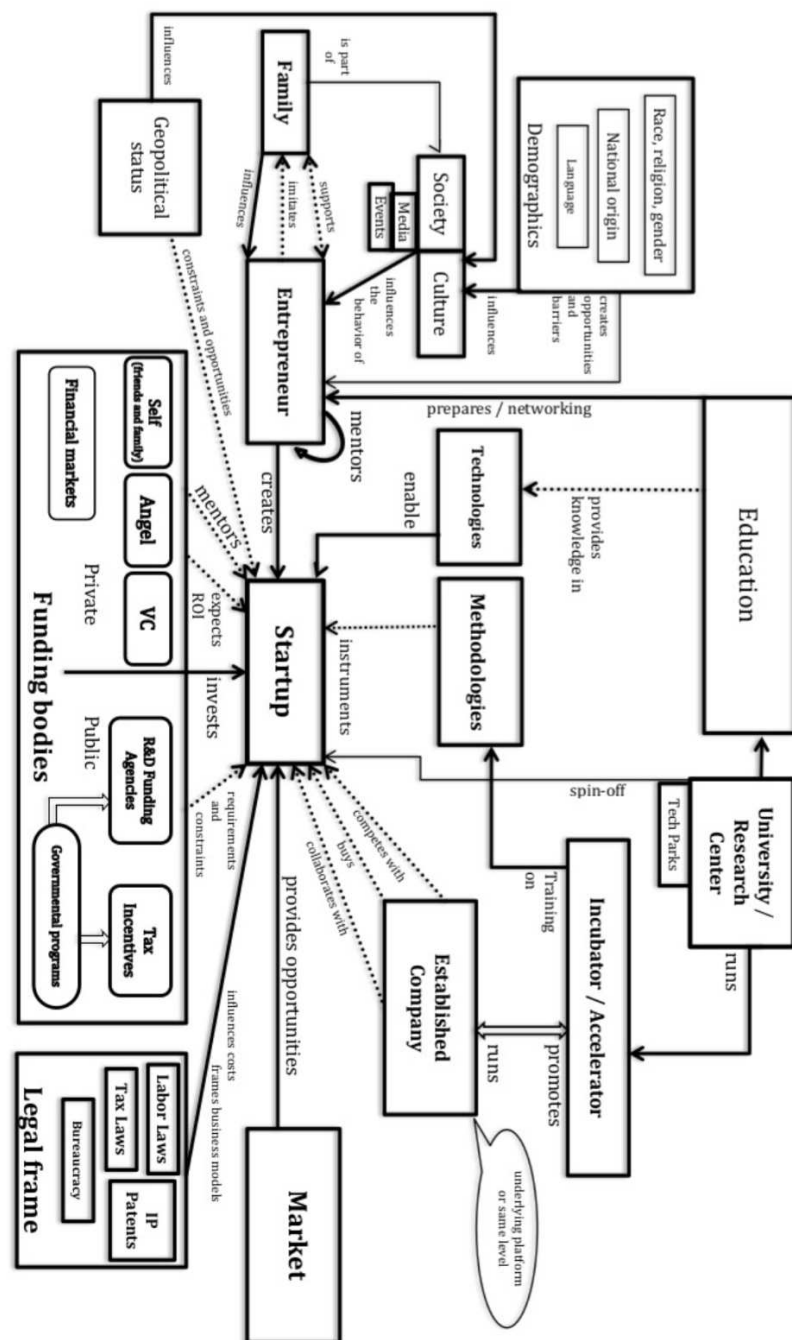 Race, religion, gender
National origin
Language
Demographics
creates
opportunities
and
barriers
influences
Society
Culture
Media
Events
is part
of
Family
influences
imitates
supports
influences
the
behavior of
influences
Geopolitical
status
constraints and opportunities
Entrepreneur
mentors
creates
Education
prepares / networking
provides
knowledge in
Technologies
enable
Methodologies
instruments
Startup
University /
Research
Center
Tech Parks
spin-off
runs
Incubator / Accelerator
Training
on
runs
promotes
Established
Company
competes with
buys
collaborates with
underlying platform
or same level
Market
provides opportunities
Self
(friends and family)
Angel
VC
Financial markets
Private
mentors
expects
ROI
invests
Funding bodies
Public
R&D Funding
Agencies
Tax
Incentives
Governmental programs
requirements
and
constraints
influences costs
frames business models
Labor Laws
Tax Laws
IP
Patents
Bureaucracy
Legal frame